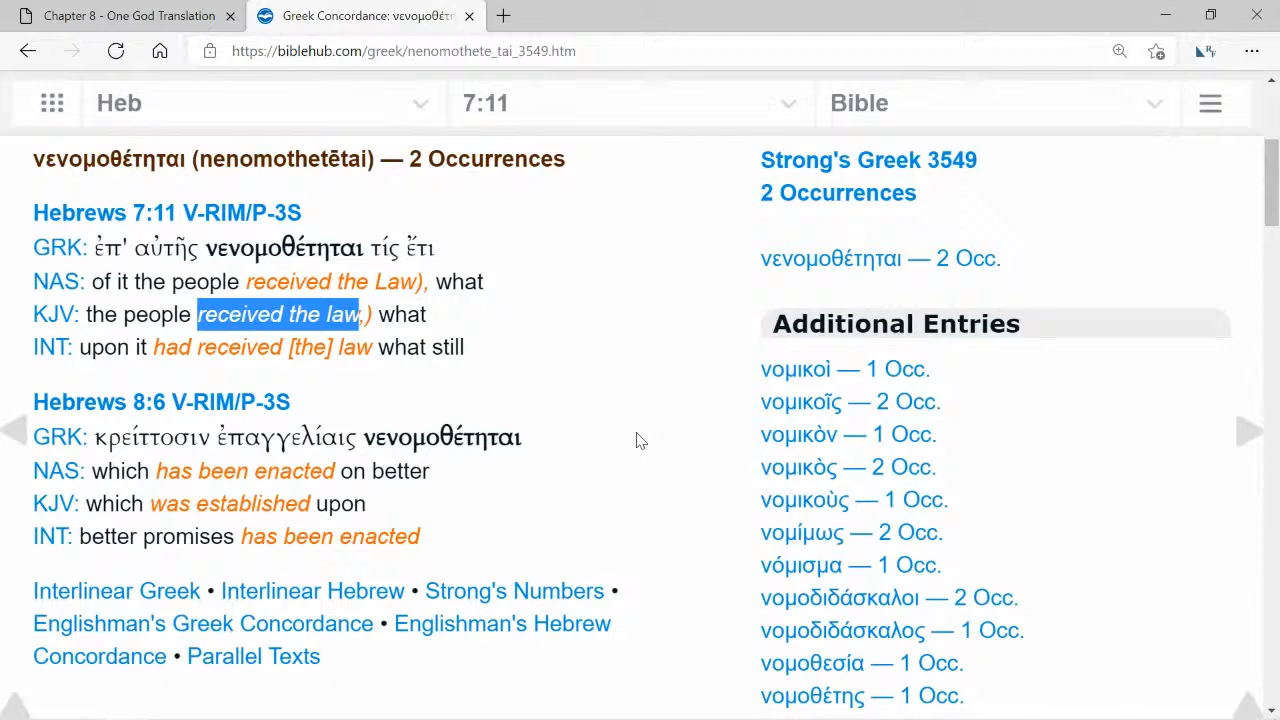 Chapter 8 - One God Translation
Greek Concordance: νενομοθέτη
https://biblehub.com/greek/nenomothete_tai_3549.htm
Heb 7:11 Bible
νενομοθέτηται (nenomothetētai) — 2 Occurrences
Hebrews 7:11 V-RIM/P-3S
GRK: ἐπ' αὐτῆς νενομοθέτηται τίς ἔτι
NAS: of it the people received the Law), what
KJV: the people received the law,) what
INT: upon it had received [the] law what still
Hebrews 8:6 V-RIM/P-3S
GRK: κρείττοσιν ἐπαγγελίαις νενομοθέτηται
NAS: which has been enacted on better
KJV: which was established upon
INT: better promises has been enacted
Interlinear Greek • Interlinear Hebrew • Strong's Numbers •
Englishman's Greek Concordance • Englishman's Hebrew
Concordance • Parallel Texts
Strong's Greek 3549
2 Occurrences
νενομοθέτηται — 2 Occ.
Additional Entries
νομικοὶ — 1 Occ.
νομικοῖς — 2 Occ.
νομικὸν — 1 Occ.
νομικὸς — 2 Occ.
νομικοὺς — 1 Occ.
νομίμως — 2 Occ.
νόμισμα — 1 Occ.
νομοδιδάσκαλοι — 2 Occ.
νομοδιδάσκαλος — 1 Occ.
νομοθεσία — 1 Occ.
νομοθέτης — 1 Occ.